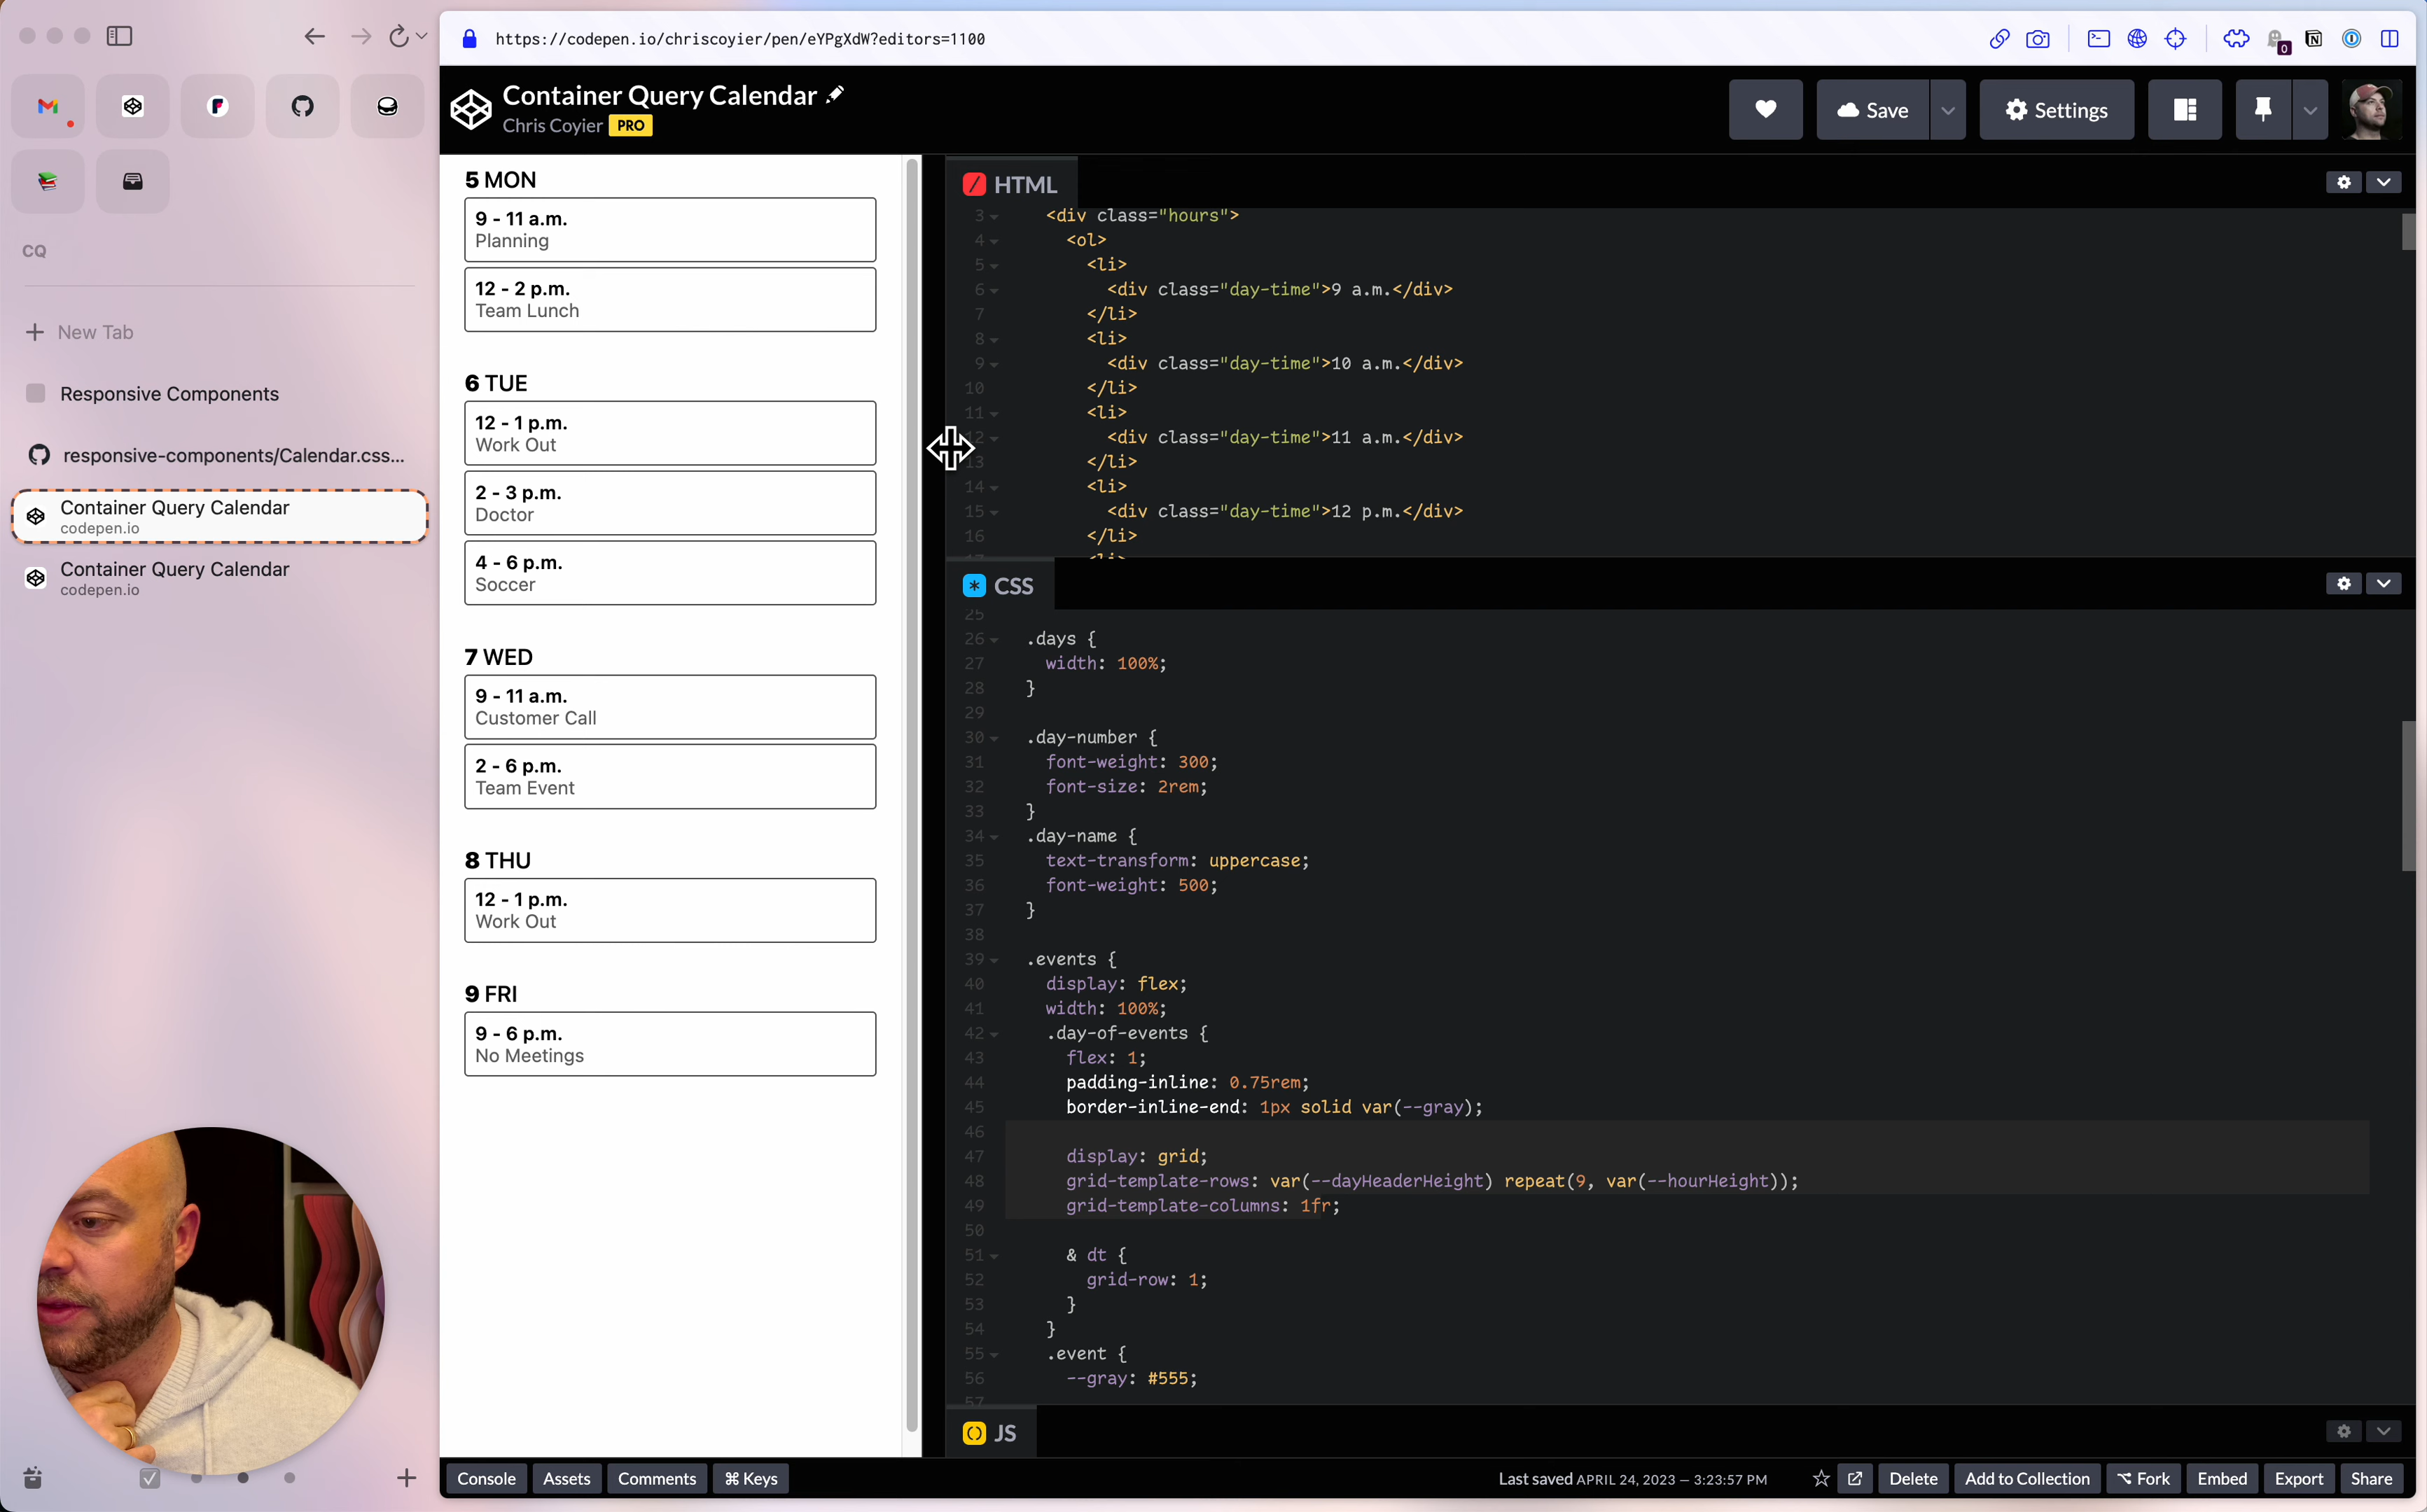 https://codepen.io/chriscoyier/pen/eYPgXdW?editors=1100
0
CQ
New Tab
Responsive Components
responsive-components/Calendar.css...
Container Query Calendar
codepen.io
Container Query Calendar
codepen.io
Container Query Calendar
Chris Coyier PRO
Save
Settings
5 MON
9 - 11 a.m.
Planning
12 - 2 p.m.
Team Lunch
6 TUE
12 - 1 p.m.
Work Out
2 - 3 p.m.
Doctor
4 - 6 p.m.
Soccer
7 WED
9 - 11 a.m.
Customer Call
2 - 6 p.m.
Team Event
8 THU
12 - 1 p.m.
Work Out
9 FRI
9 - 6 p.m.
No Meetings
HTML
3 <div class="hours">
4 <ol>
5 <li>
6 <div class="day-time">9 a.m.</div>
7 </li>
8 <li>
9 <div class="day-time">10 a.m.</div>
10 </li>
11 <li>
12 <div class="day-time">11 a.m.</div>
13 </li>
14 <li>
15 <div class="day-time">12 p.m.</div>
16 </li>
17 <li>
CSS
25
26 .days {
27 width: 100%;
28 }
29
30 .day-number {
31 font-weight: 300;
32 font-size: 2rem;
33 }
34 .day-name {
35 text-transform: uppercase;
36 font-weight: 500;
37 }
38
39 .events {
40 display: flex;
41 width: 100%;
42 .day-of-events {
43 flex: 1;
44 padding-inline: 0.75rem;
45 border-inline-end: 1px solid var(--gray);
46
47 display: grid;
48 grid-template-rows: var(--dayHeaderHeight) repeat(9, var(--hourHeight));
49 grid-template-columns: 1fr;
50
51 & dt {
52 grid-row: 1;
53 }
54 }
55 .event {
56 --gray: #555;
57
JS
Console
Assets
Comments
⌘ Keys
Last saved APRIL 24, 2023 — 3:23:57 PM
Delete
Add to Collection
Fork
Embed
Export
Share